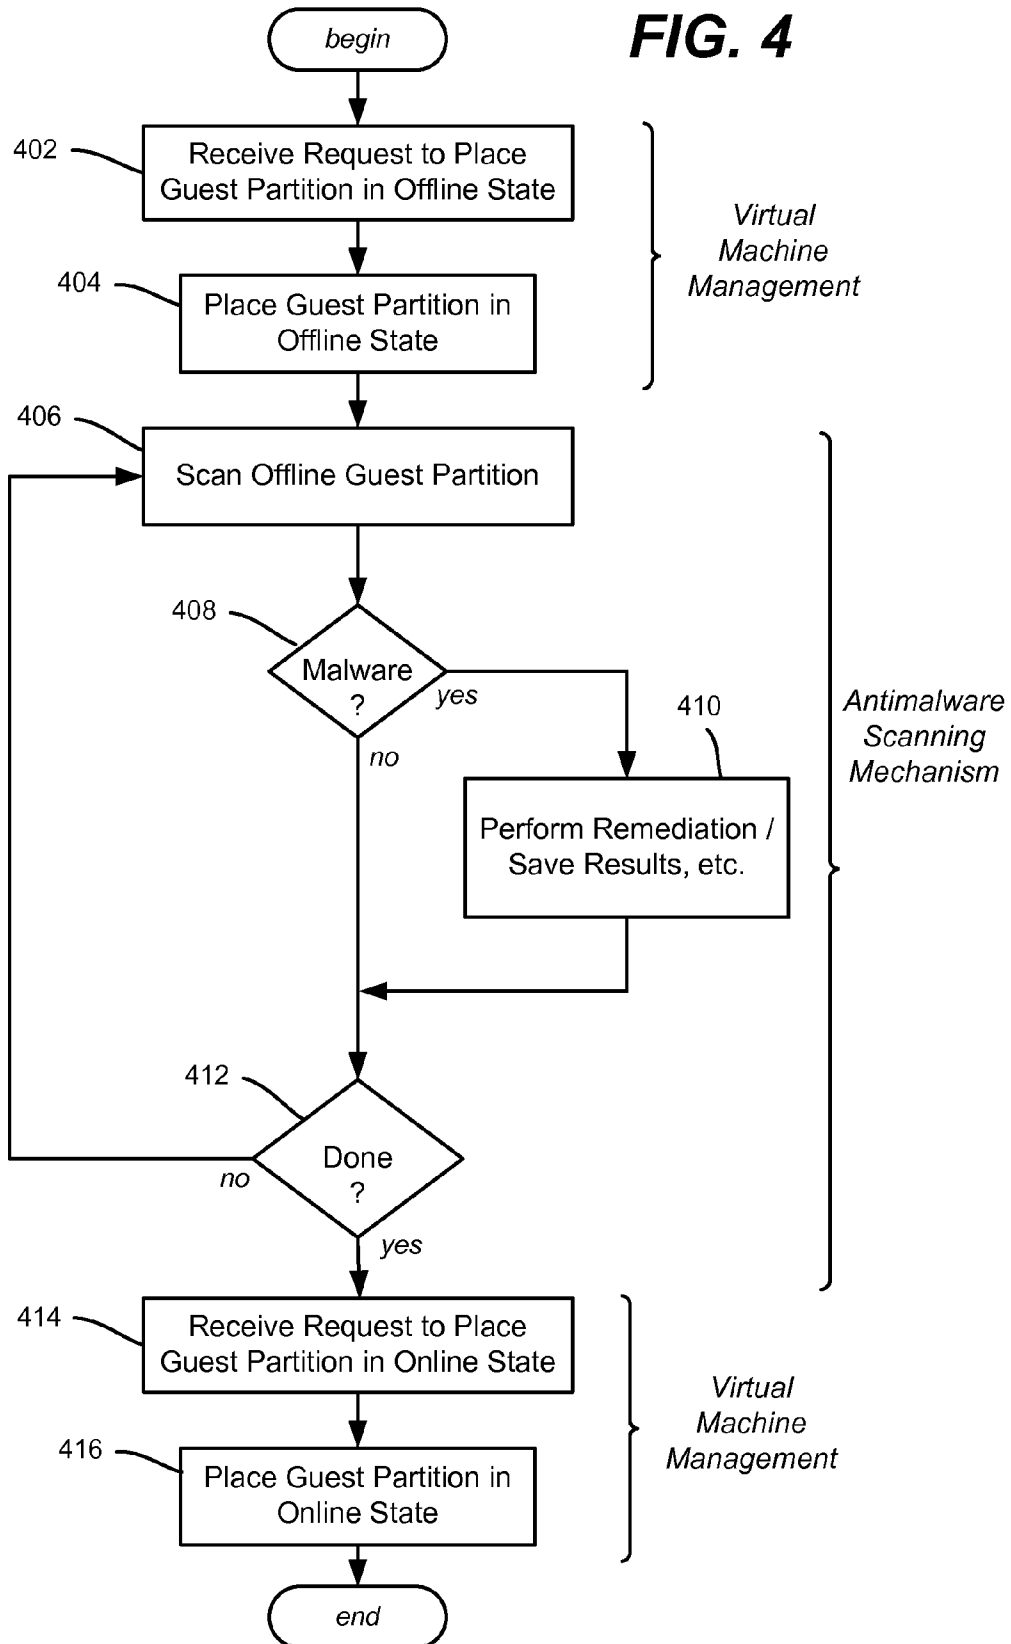 begin
FIG. 4
402
Receive Request to Place
Guest Partition in Offline State
Virtual
Machine
Management
404
Place Guest Partition in
Offline State
406
Scan Offline Guest Partition
408
Malware
?
yes
no
410
Perform Remediation /
Save Results, etc.
Antimalware
Scanning
Mechanism
412
Done
?
no
yes
414
Receive Request to Place
Guest Partition in Online State
Virtual
Machine
Management
416
Place Guest Partition in
Online State
end